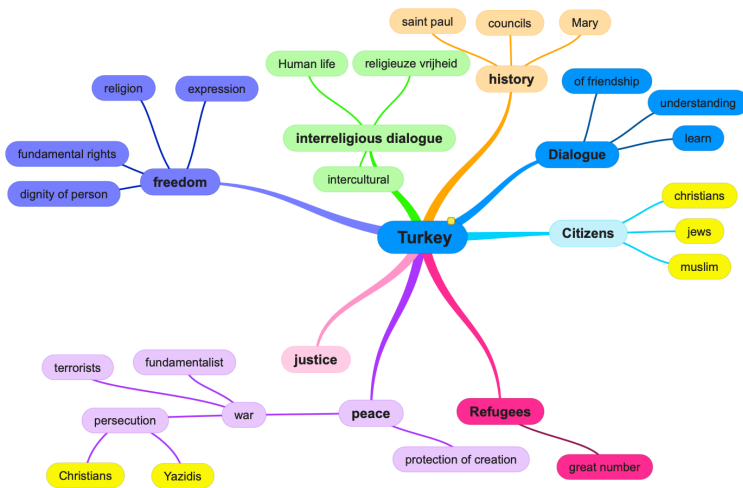 saint paul
councils
Mary
Human life
religieuze vrijheid
history
of friendship
religion
expression
understanding
interreligious dialogue
learn
fundamental rights
Dialogue
freedom
intercultural
dignity of person
christians
Turkey
Citizens
jews
muslim
justice
fundamentalist
terrorists
persecution
war
peace
Refugees
protection of creation
great number
Christians
Yazidis